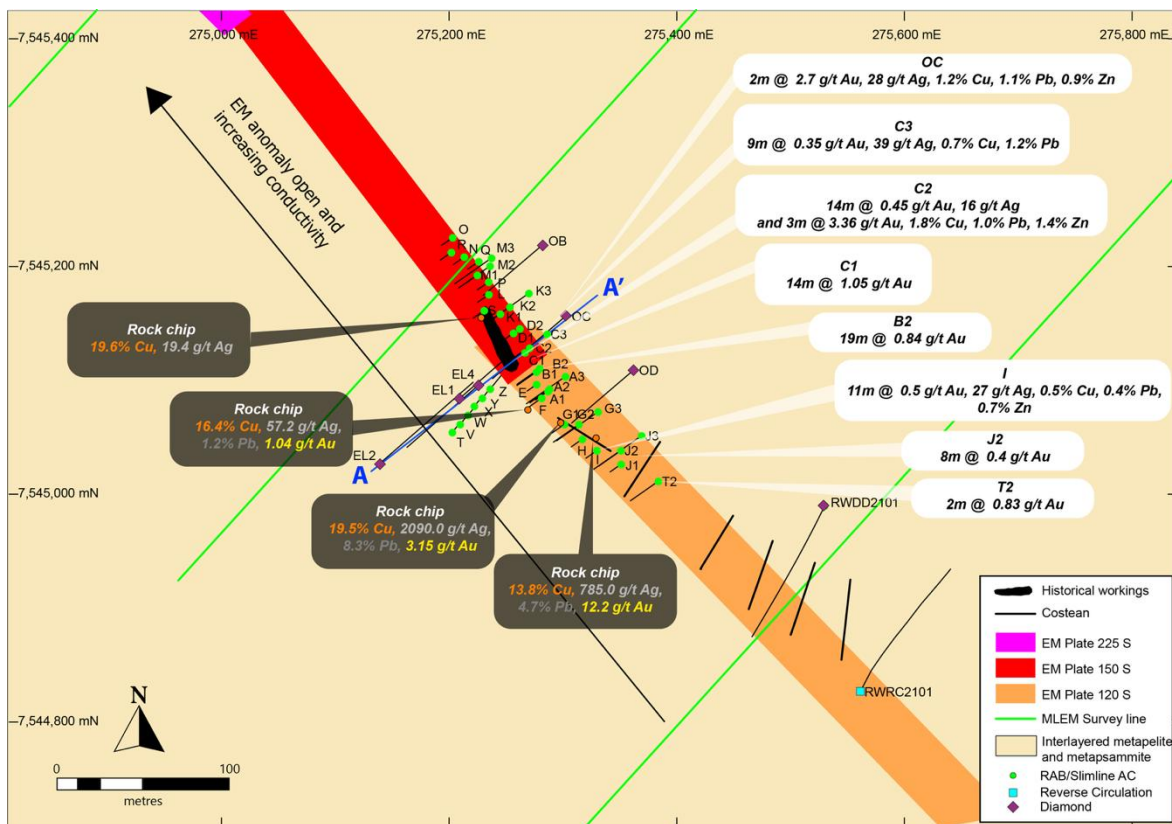 275,000 mE
275,200 mE
275,400 mE
275,600 mE
275,800 mE
-7,545,400 mN
-7,545,200 mN
-7,545,000 mN
-7,544,800 mN
EM anomaly open and
increasing conductivity
OC
2m @ 2.7 g/t Au, 28 g/t Ag, 1.2% Cu, 1.1% Pb, 0.9% Zn
C3
9m @ 0.35 g/t Au, 39 g/t Ag, 0.7% Cu, 1.2% Pb
C2
14m @ 0.45 g/t Au, 16 g/t Ag
and 3m @ 3.36 g/t Au, 1.8% Cu, 1.0% Pb, 1.4% Zn
C1
14m @ 1.05 g/t Au
B2
19m @ 0.84 g/t Au
I
11m @ 0.5 g/t Au, 27 g/t Ag, 0.5% Cu, 0.4% Pb,
0.7% Zn
J2
8m @ 0.4 g/t Au
T2
2m @ 0.83 g/t Au
Rock chip
19.6% Cu, 19.4 g/t Ag
Rock chip
16.4% Cu, 57.2 g/t Ag,
1.2% Pb, 1.04 g/t Au
Rock chip
19.5% Cu, 2090.0 g/t Ag,
8.3% Pb, 3.15 g/t Au
Rock chip
13.8% Cu, 785.0 g/t Ag,
4.7% Pb, 12.2 g/t Au
O
R
N
Q
M3
M2
M1
P
L
OB
K3
K2
K1
S
D2
D1
A'
OC
C3
C2
C1
B2
B1
A3
A2
A1
E
F
OD
EL4
EL1
EL2
Z
Y
X
W
V
T
A
G1
G2
G3
H
I
J3
J2
J1
T2
RWDD2101
RWRC2101
N
0
100
metres
Historical workings
Costean
EM Plate 225 S
EM Plate 150 S
EM Plate 120 S
MLEM Survey line
Interlayered metapelite
and metapsammite
RAB/Slimline AC
Reverse Circulation
Diamond